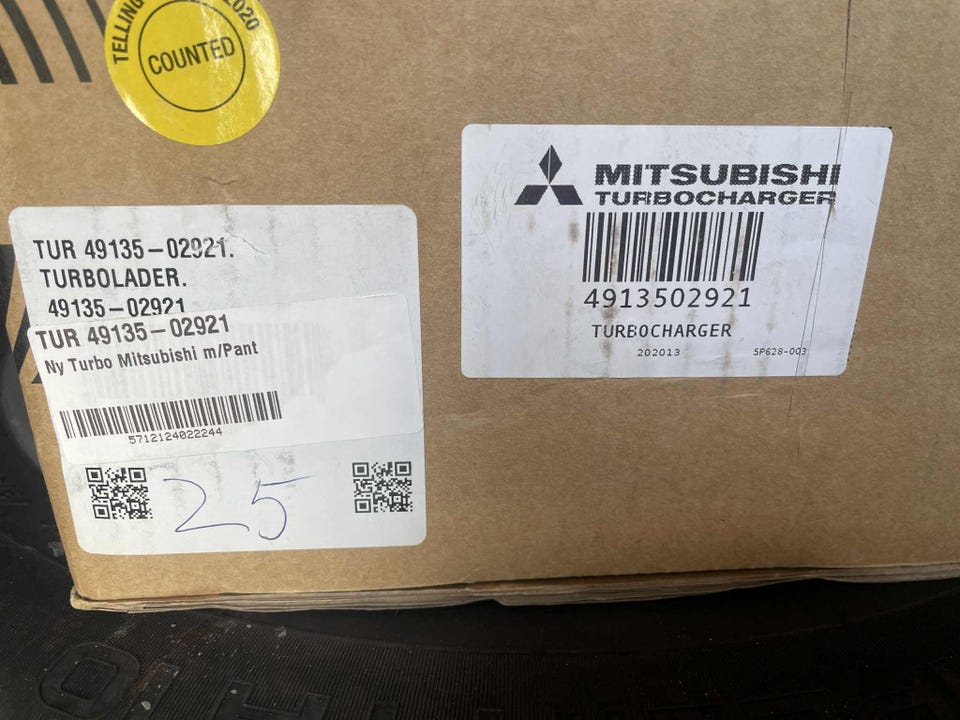 TELLING 2020
COUNTED
MITSUBISHI
TURBOCHARGER
4913502921
TURBOCHARGER
202013 SP628-003
TUR 49135-02921.
TURBOLADER.
49135-02921
TUR 49135-02921
Ny Turbo Mitsubishi m/Pant
5712124022244
25